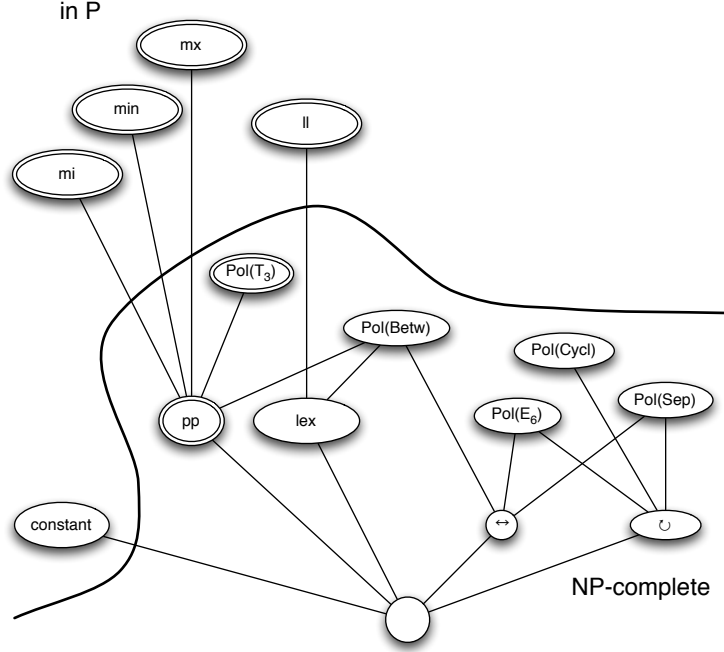 in P
mx
min
ll
mi
Pol(T₃)
Pol(Betw)
Pol(Cycl)
Pol(Sep)
Pol(E₆)
pp
lex
constant
↔
↻
NP-complete